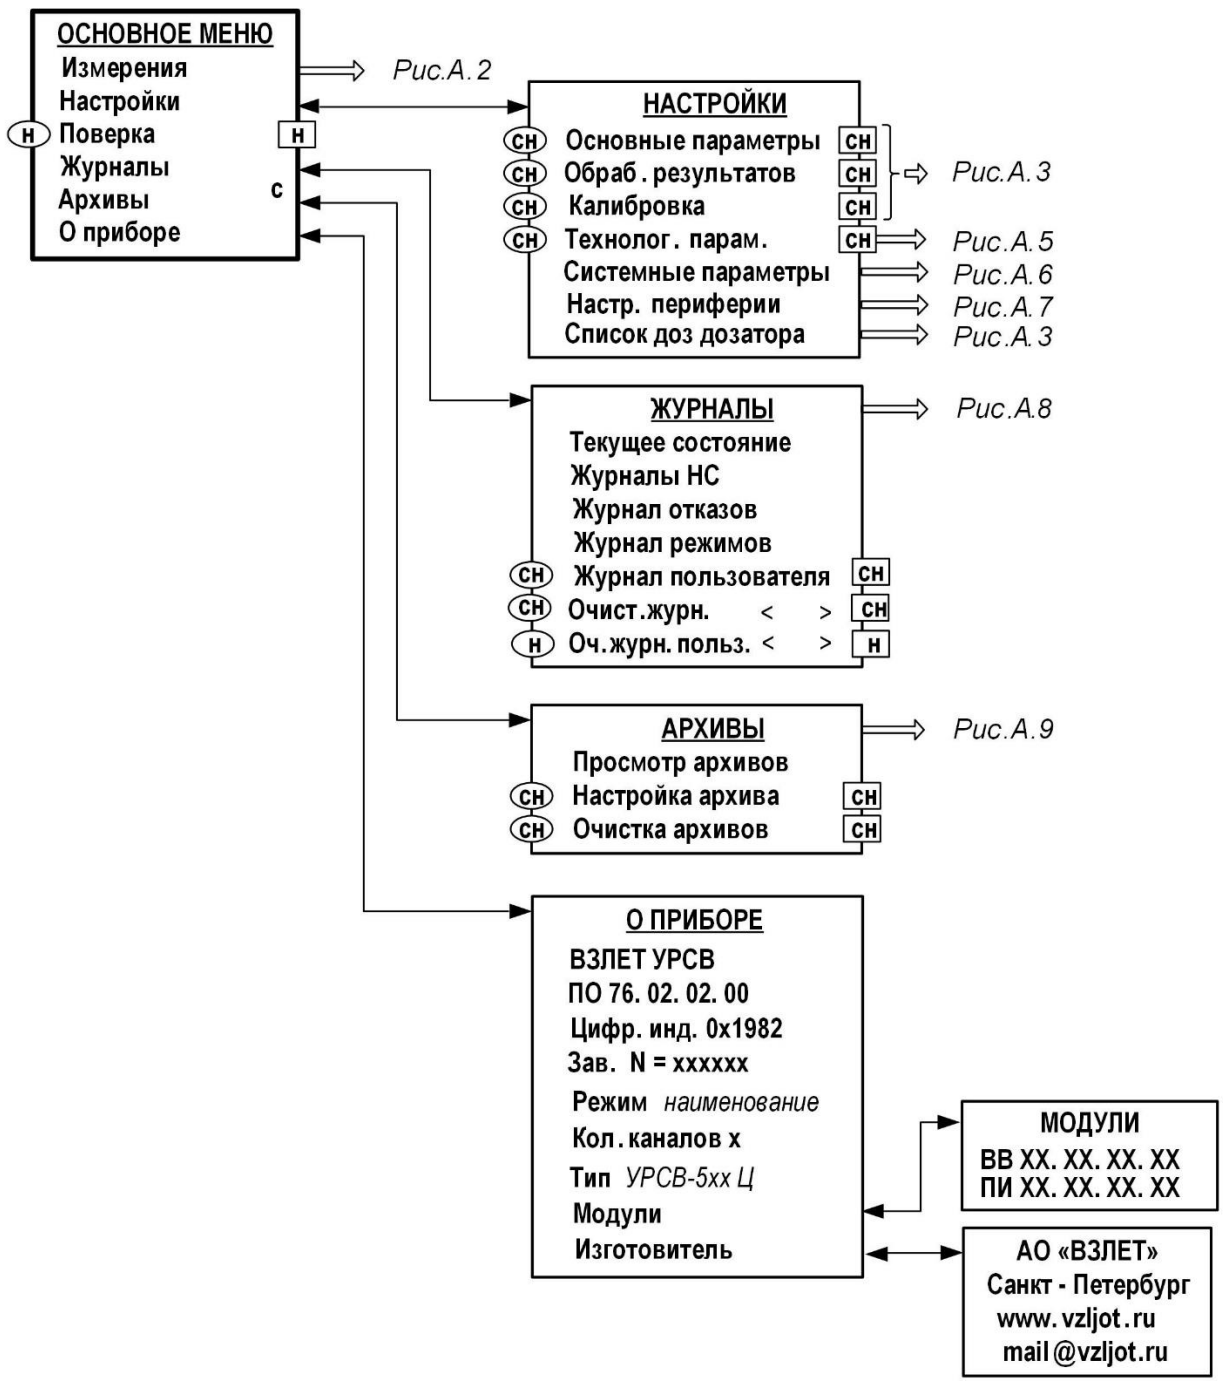 ОСНОВНОЕ МЕНЮ
Измерения
Настройки
Н Поверка Н
Журналы
Архивы
С
О приборе
Рис.А.2
НАСТРОЙКИ
СН Основные параметры СН
СН Обраб. результатов СН
Рис.А.3
СН Калибровка СН
СН Технолог. парам. СН
Рис.А.5
Системные параметры
Рис.А.6
Настр. периферии
Рис.А.7
Список доз дозатора
Рис.А.3
ЖУРНАЛЫ
Рис.А.8
Текущее состояние
Журналы НС
Журнал отказов
Журнал режимов
СН Журнал пользователя СН
СН Очист.журн. < > СН
Н Оч.журн. польз. < > Н
АРХИВЫ
Рис.А.9
Просмотр архивов
СН Настройка архива СН
СН Очистка архивов СН
О ПРИБОРЕ
ВЗЛЕТ УРСВ
ПО 76. 02. 02. 00
Цифр. инд. 0x1982
Зав. N = xxxxxx
Режим наименование
Кол. каналов x
Тип УРСВ-5хх Ц
Модули
Изготовитель
МОДУЛИ
ВВ ХХ. ХХ. ХХ. ХХ
ПИ ХХ. ХХ. ХХ. ХХ
АО «ВЗЛЕТ»
Санкт - Петербург
www. vzljot. ru
mail @vzljot. ru